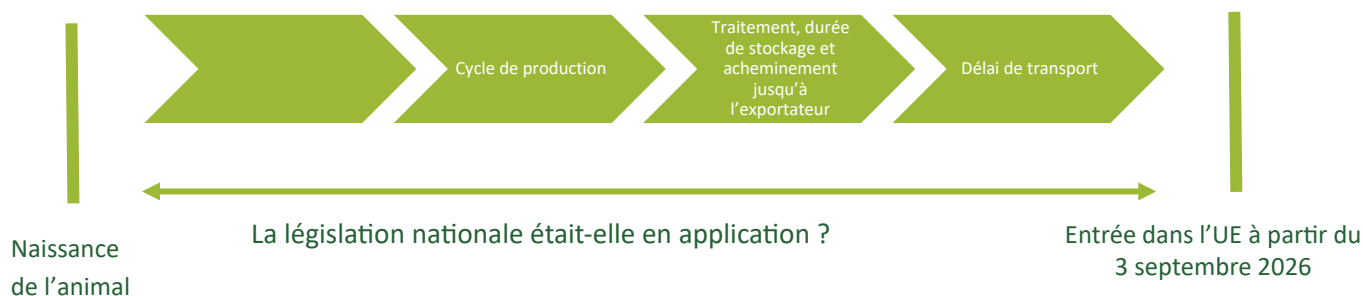 Cycle de production
Traitement, durée
de stockage et
acheminement
jusqu'à
l'exportateur
Délai de transport
La législation nationale était-elle en application ?
Naissance
de l'animal
Entrée dans l'UE à partir du
3 septembre 2026